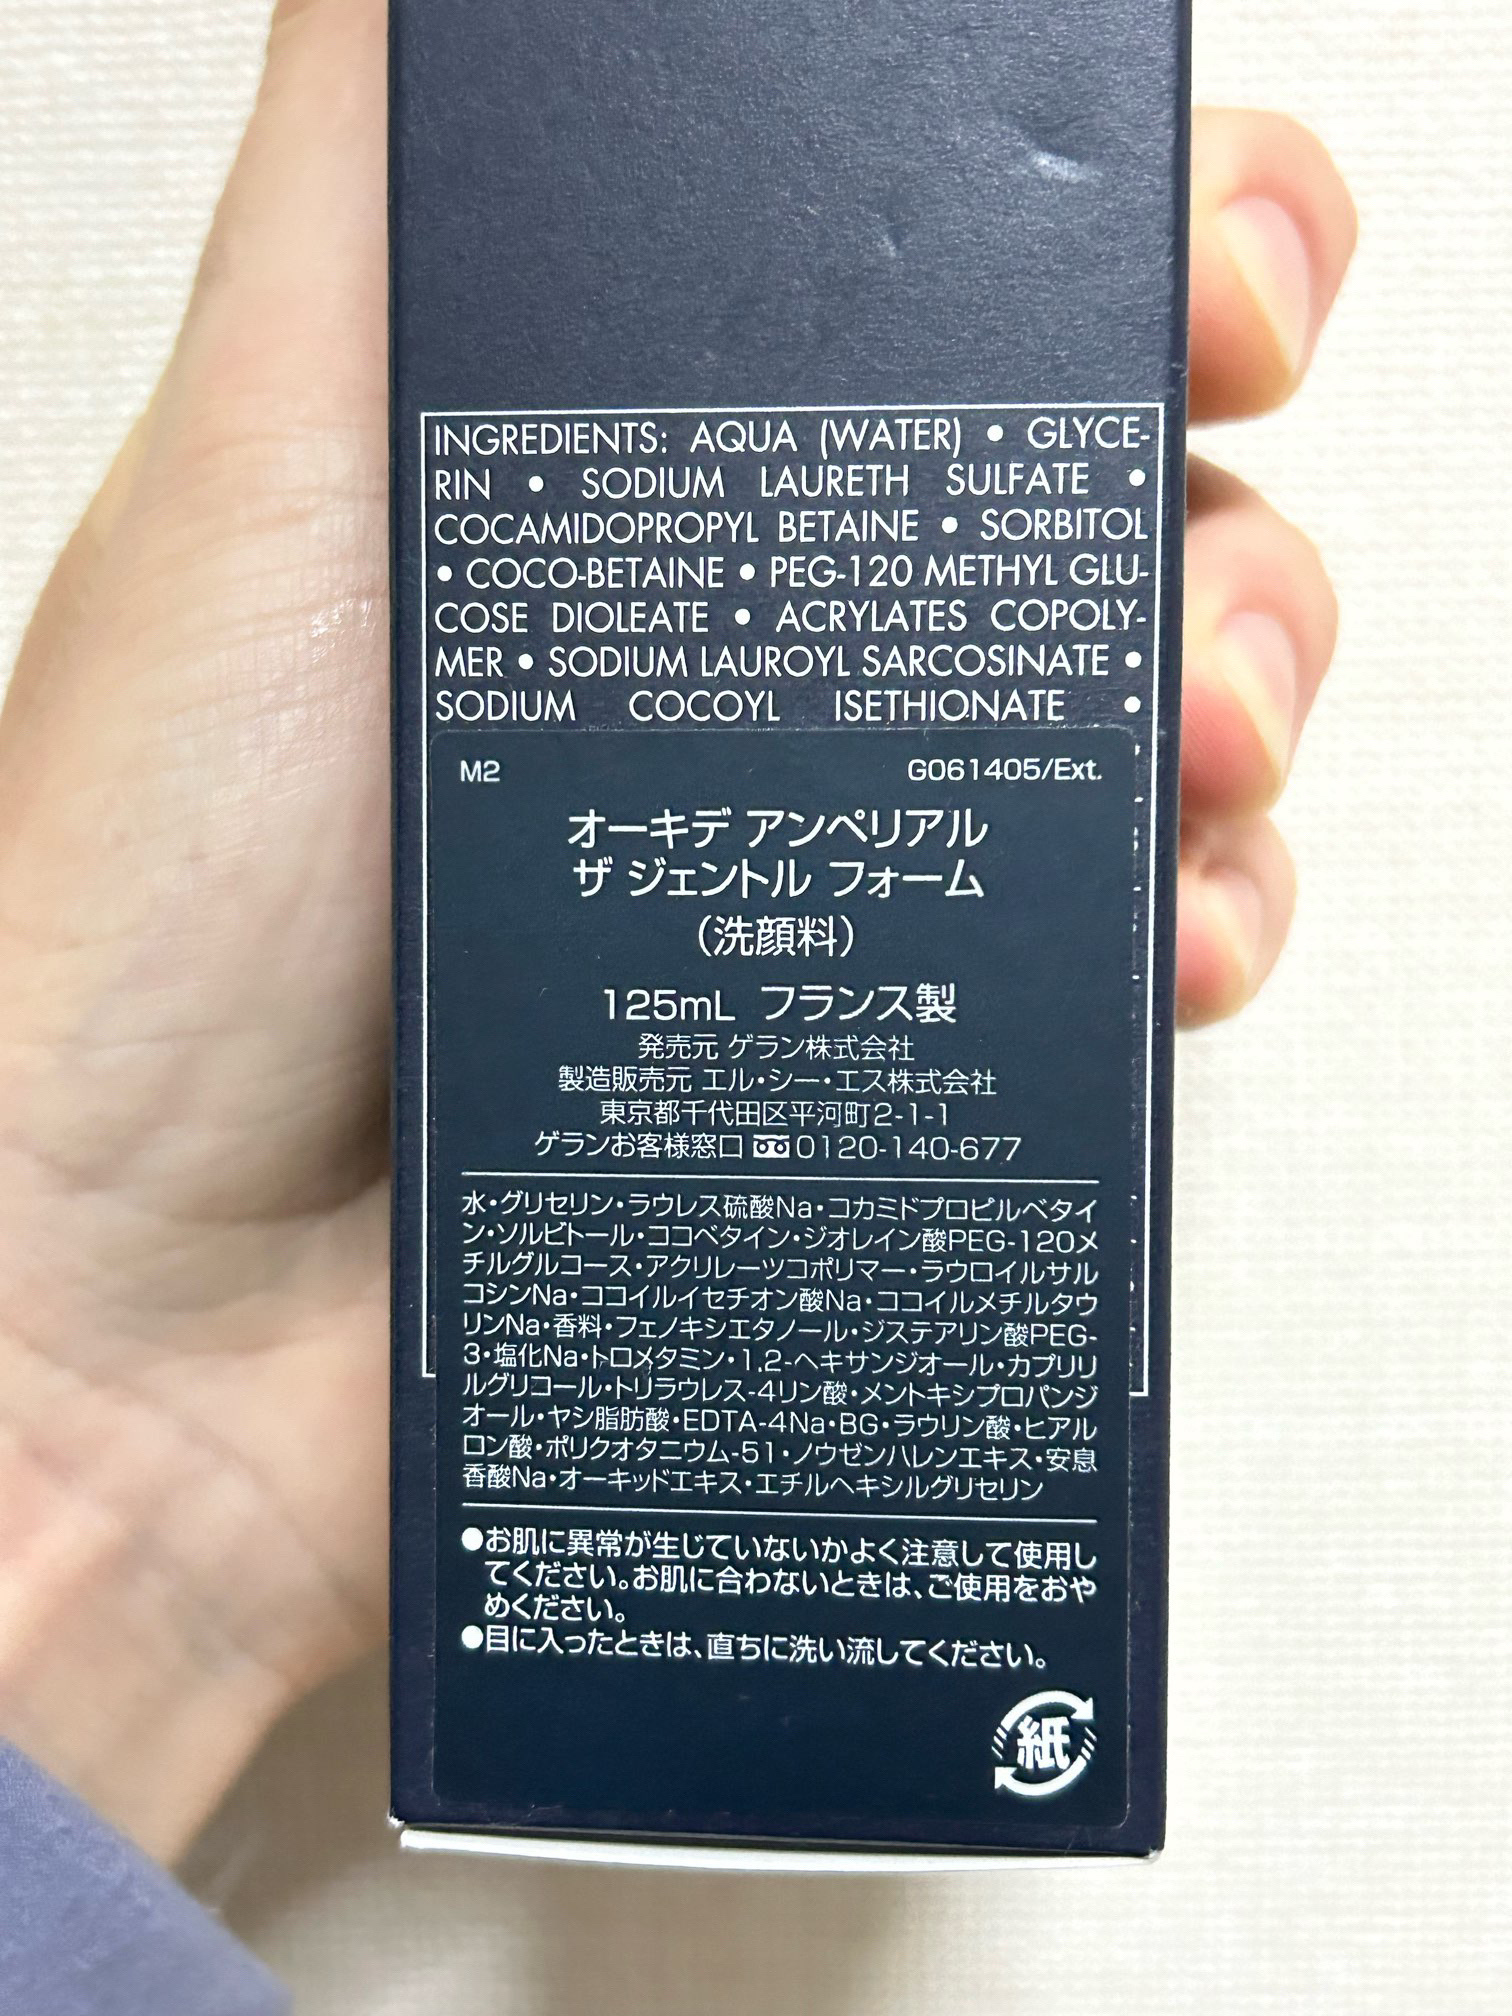 INGREDIENTS: AQUA (WATER) • GLYCE-
RIN • SODIUM LAURETH SULFATE •
COCAMIDOPROPYL BETAINE • SORBITOL
• COCO-BETAINE • PEG-120 METHYL GLU-
COSE DIOLEATE • ACRYLATES COPOLY-
MER • SODIUM LAUROYL SARCOSINATE •
SODIUM COCOYL ISETHIONATE •
M2 G061405/Ext.
オーキデ アンペリアル
ザ ジェントル フォーム
（洗顔料）
125mL フランス製
発売元 ゲラン株式会社
製造販売元 エル・シー・エス株式会社
東京都千代田区平河町2-1-1
ゲランお客様窓口 0120-140-677
水・グリセリン・ラウレス硫酸Na・コカミドプロピルベタイ
ン・ソルビトール・ココベタイン・ジオレイン酸PEG-120メ
チルグルコース・アクリレーツコポリマー・ラウロイルサル
コシンNa・ココイルイセチオン酸Na・ココイルメチルタウ
リンNa・香料・フェノキシエタノール・ジステアリン酸PEG-
3・塩化Na・トロメタミン・1,2-ヘキサンジオール・カプリリ
ルグリコール・トリラウレス-4リン酸・メントキシプロパンジ
オール・ヤシ脂肪酸・EDTA-4Na・BG・ラウリン酸・ヒアル
ロン酸・ポリクオタニウム-51・ノウゼンハレンエキス・安息
香酸Na・オーキッドエキス・エチルヘキシルグリセリン
●お肌に異常が生じていないかよく注意して使用し
てください。お肌に合わないときは、ご使用をおや
めください。
●目に入ったときは、直ちに洗い流してください。
紙